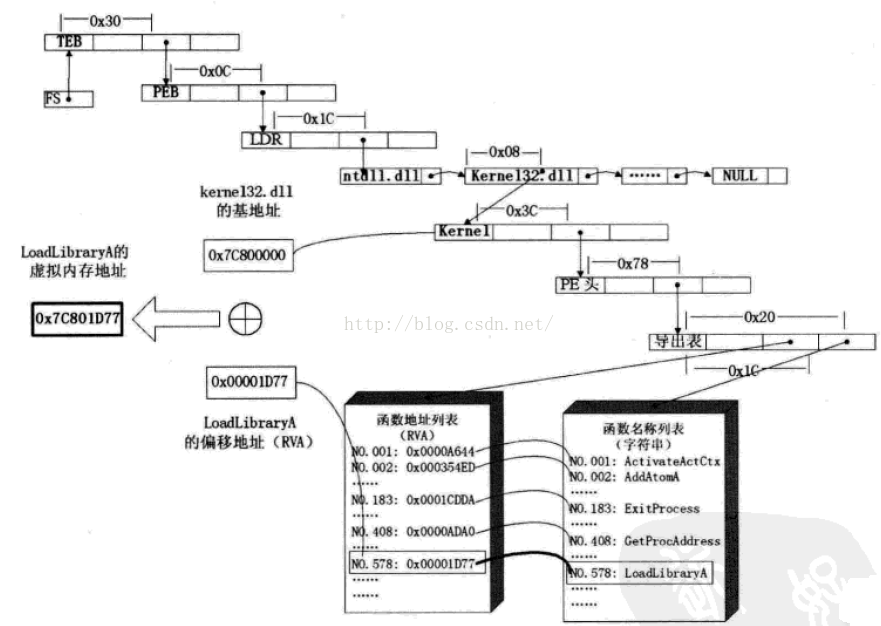 0x30
TEB
0x0C
FS
PEB
0x1C
LDR
0x08
ntdll.dll
Kernel32.dll
......
NULL
kernel32.dll
的基地址
0x3C
Kernel
0x7C800000
LoadLibraryA的
虚拟内存地址
0x78
PE头
0x7C801D77
http://blog.csdn.net/
0x20
导出表
0x1C
0x00001D77
LoadLibraryA
的偏移地址（RVA）
函数地址列表
（RVA）
NO.001: 0x0000A644
NO.002: 0x000354ED
......
NO.183: 0x0001CDDA
......
NO.408: 0x0000ADA0
......
NO.578: 0x00001D77
......
......
函数名称列表
（字符串）
NO.001: ActivateActCtx
NO.002: AddAtomA
......
NO.183: ExitProcess
......
NO.408: GetProcAddress
......
NO.578: LoadLibraryA
......
......